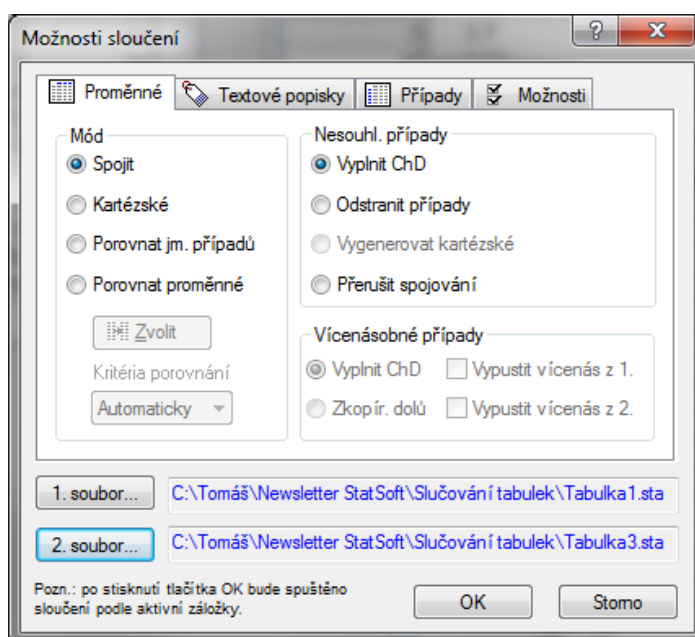 Možnosti sloučení
?
X
Proměnné
Textové popisky
Případy
Možnosti
Mód
Spojit
Kartézské
Porovnat jm. případů
Porovnat proměnné
Zvolit
Kritéria porovnání
Automaticky
Nesouhl. případy
Vyplnit ChD
Odstranit případy
Vygenerovat kartézské
Přerušit spojování
Vícenásobné případy
Vyplnit ChD
Vypustit vícenás z 1.
Zkopír. dolů
Vypustit vícenás z 2.
1. soubor...
C:\Tomáš\Newsletter StatSoft\Slučování tabulek\Tabulka1.sta
2. soubor...
C:\Tomáš\Newsletter StatSoft\Slučování tabulek\Tabulka3.sta
Pozn.: po stisknutí tlačítka OK bude spuštěno
sloučení podle aktivní záložky.
OK
Storno